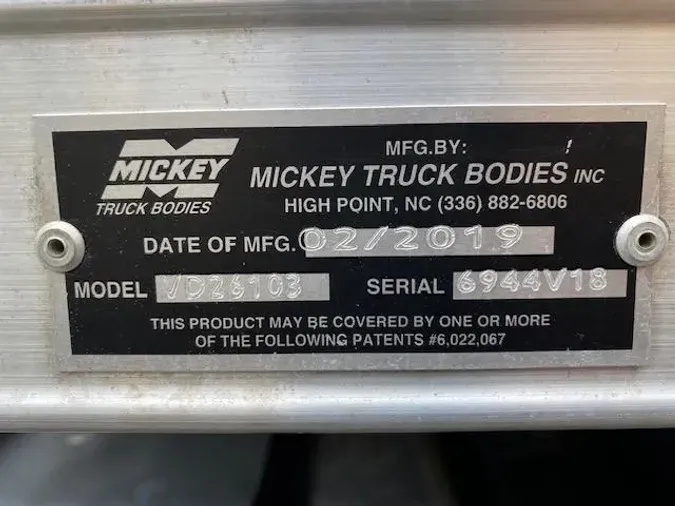 MICKEY
TRUCK BODIES
MFG.BY:
MICKEY TRUCK BODIES INC
HIGH POINT, NC (336) 882-6806
DATE OF MFG. 02/2019
MODEL VD26103 SERIAL 6944V18
THIS PRODUCT MAY BE COVERED BY ONE OR MORE
OF THE FOLLOWING PATENTS #6,022,067